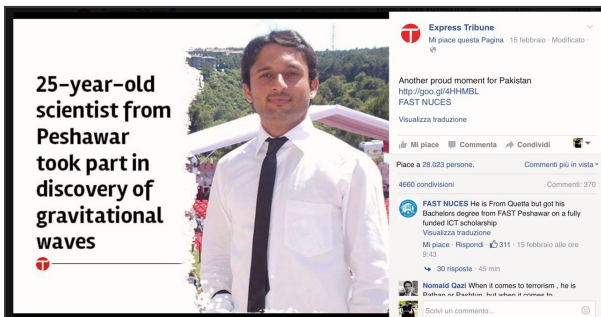 25-year-old
scientist from
Peshawar
took part in
discovery of
gravitational
waves
Express Tribune
Mi piace questa Pagina · 15 febbraio · Modificato ·
Another proud moment for Pakistan
http://goo.gl/4HHMBL
FAST NUCES
Visualizza traduzione
Mi piace Commenta Condividi
Piace a 28.023 persone. Commenti più in vista
4660 condivisioni Commenti: 370
FAST NUCES He is From Quetta but got his
Bachelors degree from FAST Peshawar on a fully
funded ICT scholarship
Visualizza traduzione
Mi piace · Rispondi · 311 · 15 febbraio alle ore
9:43
30 risposte · 45 min
Nomaid Qazi When it comes to terrorism , he is
Pathan or Pashtun, but when it comes to
Scrivi un commento...